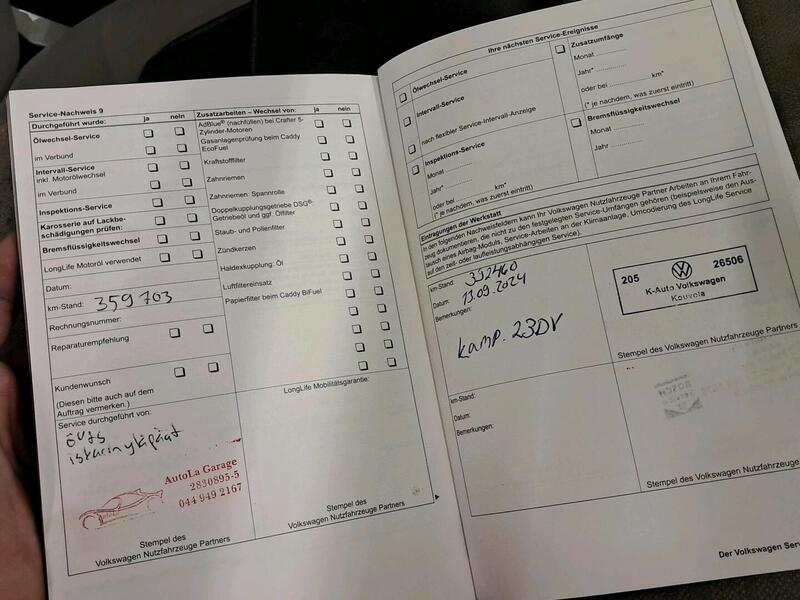 Service-Nachweis 9
Durchgeführt wurde: ja nein
Ölwechsel-Service
im Verbund
Intervall-Service
inkl. Motorölwechsel
im Verbund
Inspektions-Service
Karosserie auf Lackbe-
schädigungen prüfen:
Bremsflüssigkeitswechsel
LongLife Motoröl verwendet
Datum:
km-Stand: 359 703
Rechnungsnummer:
Reparaturempfehlung
Kundenwunsch
(Diesen bitte auch auf dem
Auftrag vermerken.)
Service durchgeführt von:
AutoLa Garage
2830895-5
044 949 2167
Stempel des
Volkswagen Nutzfahrzeuge Partners
Zusatzarbeiten – Wechsel von: ja nein
AdBlue® (nachfüllen) bei Crafter 5-
Zylinder-Motoren
Gasanlagenprüfung beim Caddy
EcoFuel
Kraftstofffilter
Zahnriemen
Zahnriemen: Spannrolle
Doppelkupplungsgetriebe DSG®:
Getriebeöl und ggf. Ölfilter
Staub- und Pollenfilter
Zündkerzen
Haldexkupplung: Öl
Luftfiltereinsatz
Papierfilter beim Caddy BiFuel
LongLife Mobilitätsgarantie:
Stempel des
Volkswagen Nutzfahrzeuge Partners
Ihre nächsten Service-Ereignisse
Ölwechsel-Service
Intervall-Service
nach flexibler Service-Intervall-Anzeige
Inspektions-Service
Monat ............
Jahr* ..............
oder bei ................ km*
(* je nachdem, was zuerst eintritt)
Zusatzumfänge
Monat ............
Jahr* ..............
oder bei ................ km*
(* je nachdem, was zuerst eintritt)
Bremsflüssigkeitswechsel
Monat ............
Jahr ..............
Eintragungen der Werkstatt
In den folgenden Nachweisfeldern kann Ihr Volkswagen Nutzfahrzeuge Partner Arbeiten an Ihrem Fahr-
zeug dokumentieren, die nicht zu den festgelegten Service-Umfängen gehören (beispielsweise den Aus-
tausch eines Airbag-Moduls, Service-Arbeiten an der Klimaanlage, Umcodierung des LongLife Service
auf den zeit- oder laufleistungsabhängigen Service).
km-Stand: 352460
Datum: 13.09.2024
Bemerkungen:
kamp. 23DV
205 26506
K-Auto Volkswagen
Kouvola
Stempel des Volkswagen Nutzfahrzeuge Partners
km-Stand:
Datum:
Bemerkungen:
BOSCH
Stempel des Volkswagen Nutzfahrzeuge Partners
Der Volkswagen Serv